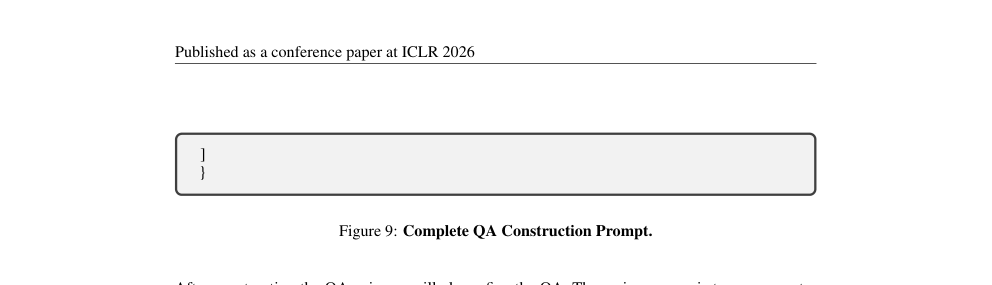 Published as a conference paper at ICLR 2026
]
}
Figure 9: Complete QA Construction Prompt.